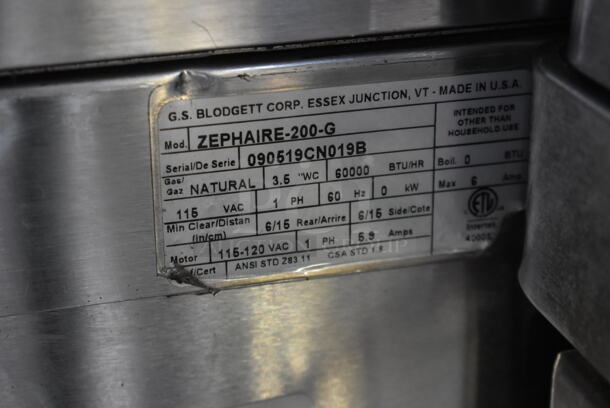 G.S. BLODGETT CORP. ESSEX JUNCTION, VT - MADE IN U.S.A.
Mod. ZEPHAIRE-200-G
INTENDED FOR OTHER THAN HOUSEHOLD USE
Serial/De Serie 090519CN019B
Gas/Gaz NATURAL 3.5 "WC 60000 BTU/HR Boil. 0 BTU
115 VAC 1 PH 60 Hz 0 kW Max 6 Amp
Min Clear/Distan (in/cm) 6/15 Rear/Arrire 6/15 Side/Cote
ETL Intertek
Motor 115-120 VAC 1 PH 5.9 Amps
/Cert ANSI STD Z83.11 CSA STD 1.8